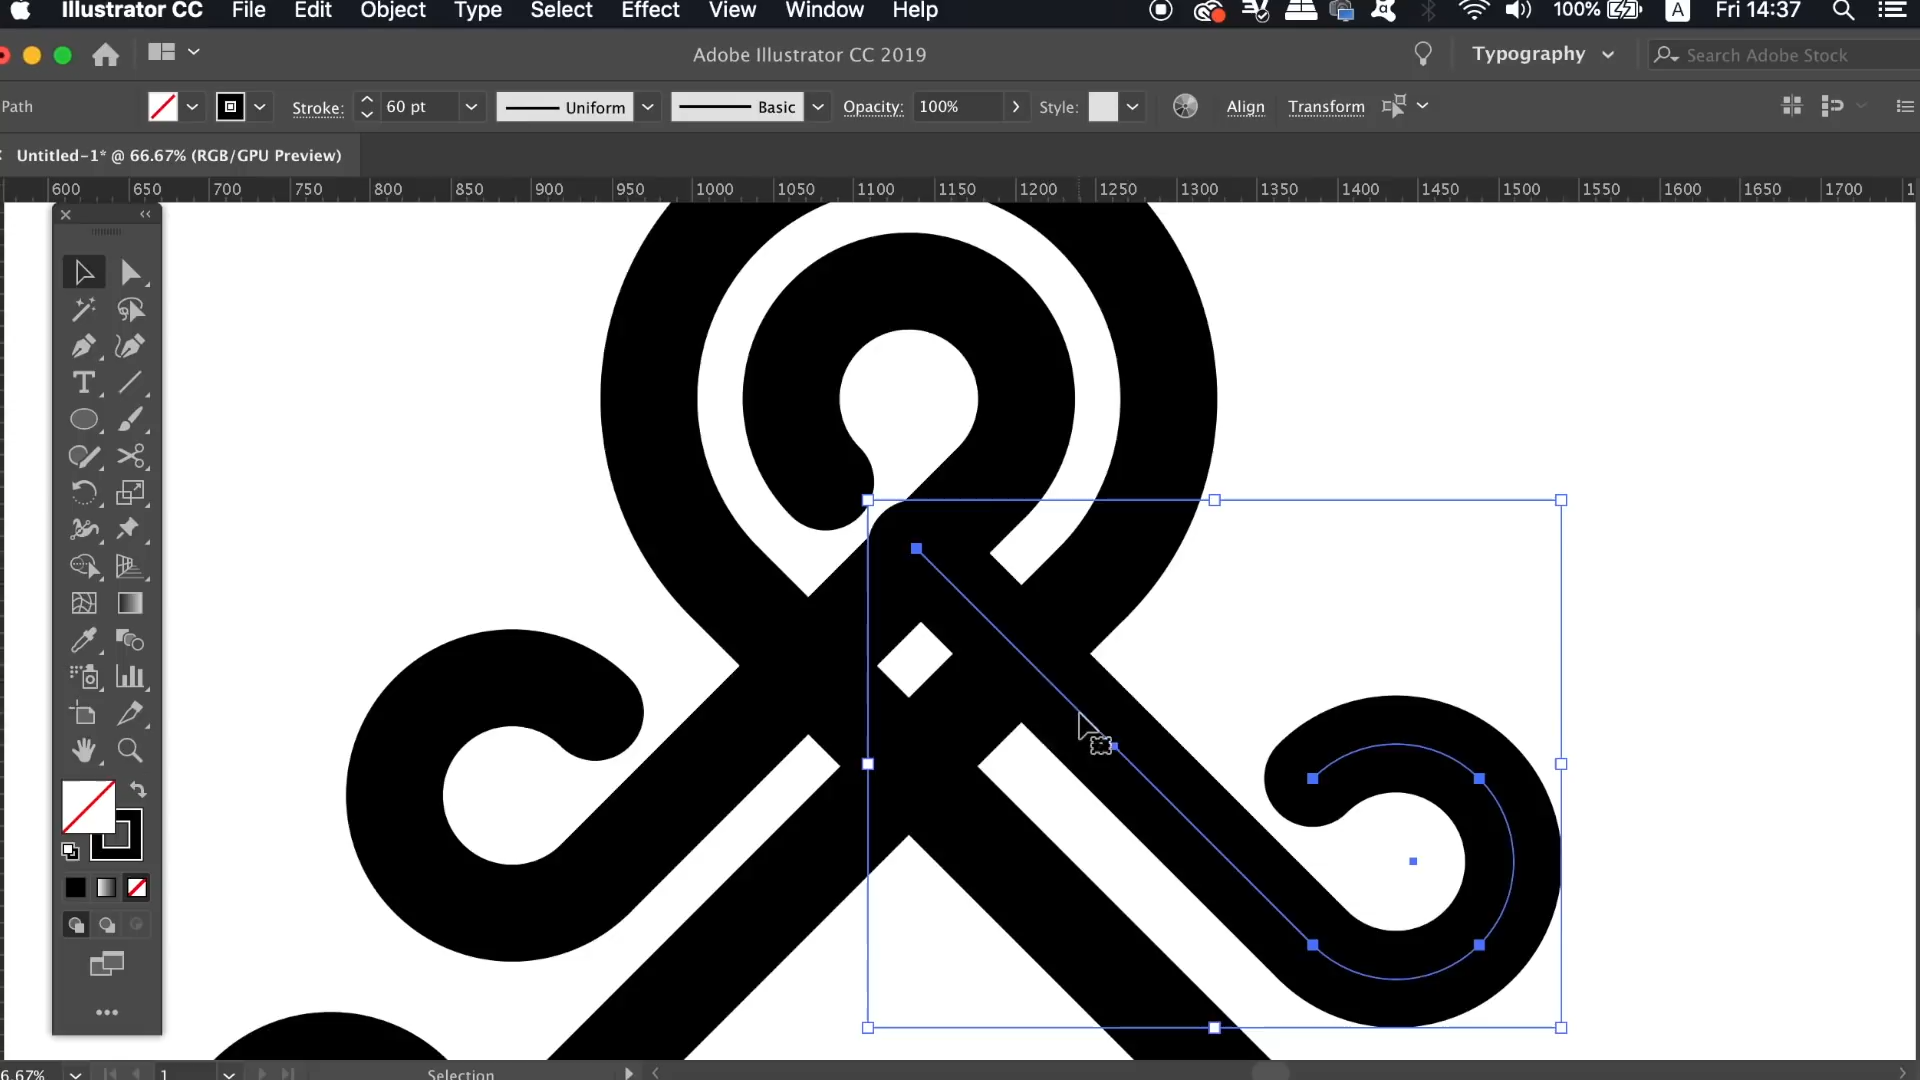 Illustrator CC File Edit Object Type Select Effect View Window Help 100% A Fri 14:37
Adobe Illustrator CC 2019 Typography Search Adobe Stock
Path Stroke: 60 pt Uniform Basic Opacity: 100% Style: Align Transform
Untitled-1* @ 66.67% (RGB/GPU Preview)
600 650 700 750 800 850 900 950 1000 1050 1100 1150 1200 1250 1300 1350 1400 1450 1500 1550 1600 1650 1700 1
T
6.67% 1 Selection